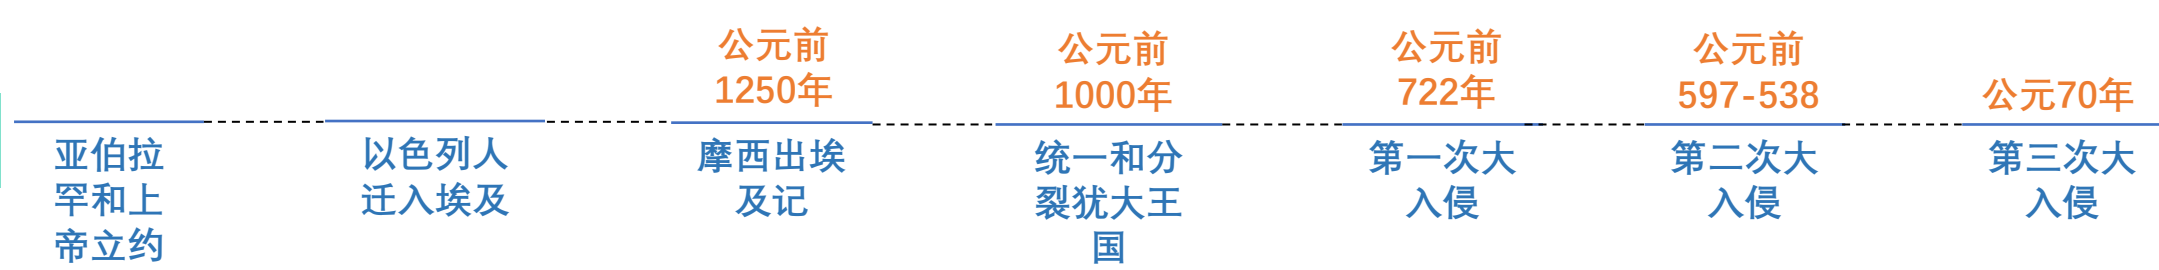 亚伯拉
罕和上
帝立约
以色列人
迁入埃及
公元前
1250年
摩西出埃
及记
公元前
1000年
统一和分
裂犹大王
国
公元前
722年
第一次大
入侵
公元前
597-538
第二次大
入侵
公元70年
第三次大
入侵